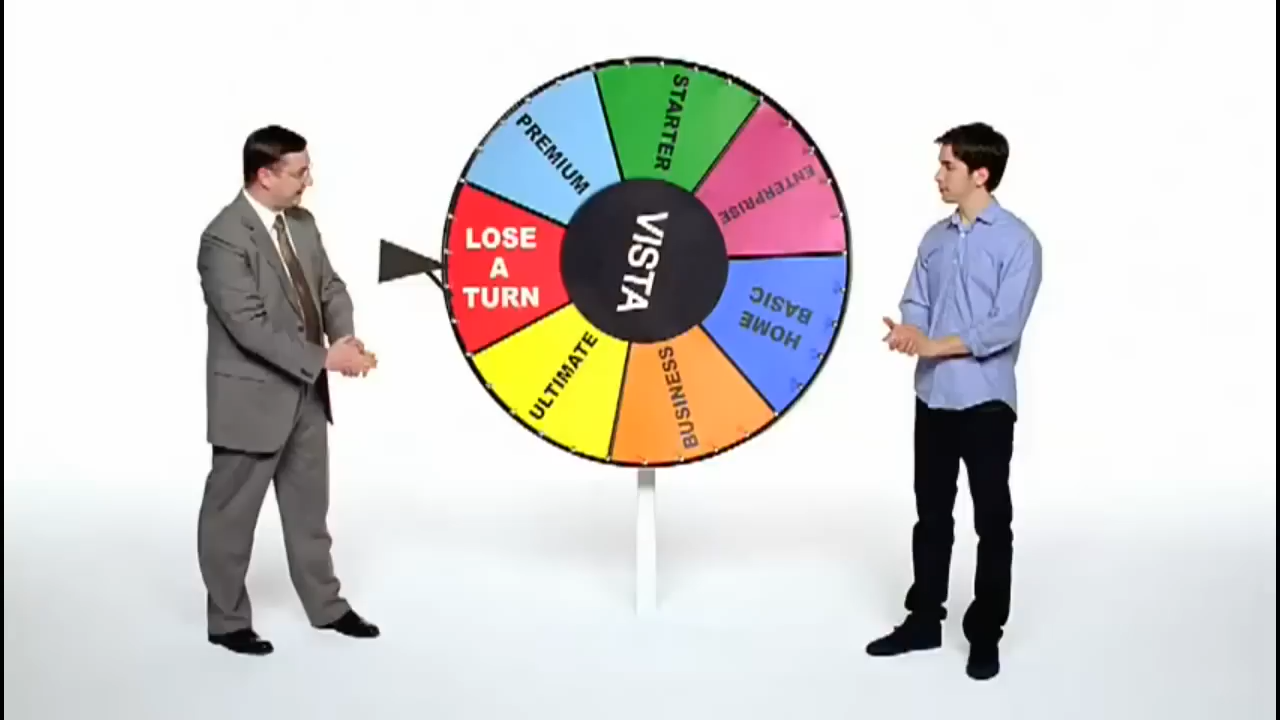 STARTER
ENTERPRISE
HOME
BASIC
BUSINESS
ULTIMATE
LOSE
A
TURN
PREMIUM
VISTA